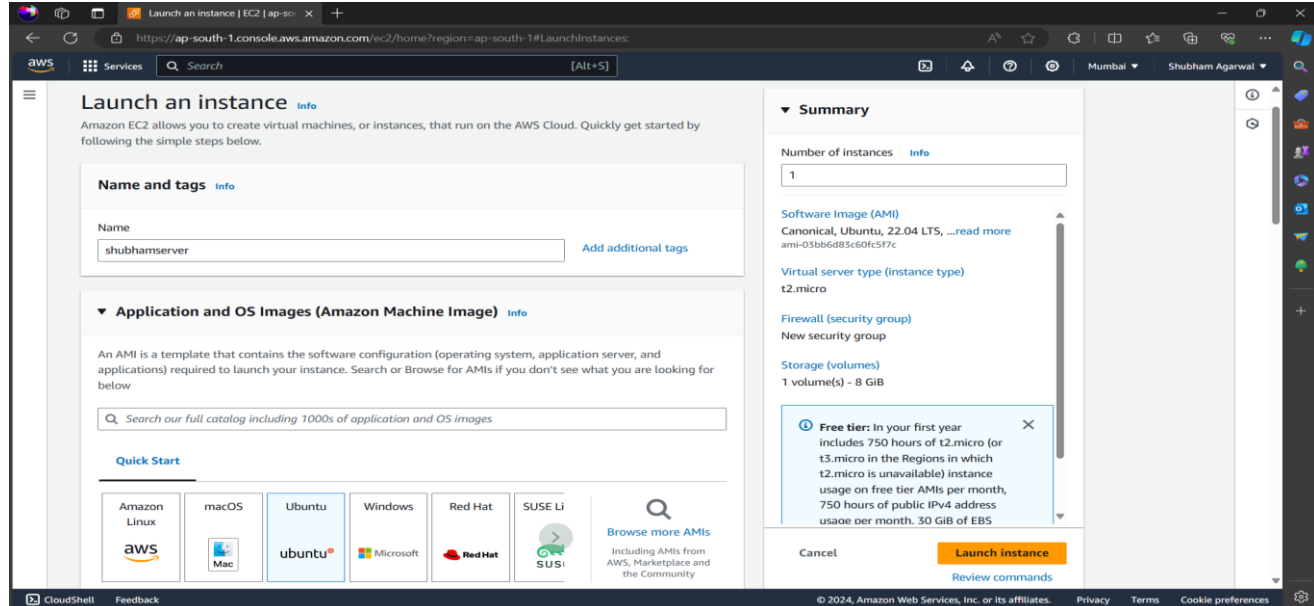 Launch an instance | EC2 | ap-sou
https://ap-south-1.console.aws.amazon.com/ec2/home?region=ap-south-1#LaunchInstances:
aws
Services
Search
[Alt+S]
Mumbai
Shubham Agarwal
Launch an instance Info
Amazon EC2 allows you to create virtual machines, or instances, that run on the AWS Cloud. Quickly get started by
following the simple steps below.
Name and tags Info
Name
shubhamserver
Add additional tags
Application and OS Images (Amazon Machine Image) Info
An AMI is a template that contains the software configuration (operating system, application server, and
applications) required to launch your instance. Search or Browse for AMIs if you don't see what you are looking for
below
Search our full catalog including 1000s of application and OS images
Quick Start
Amazon
Linux
aws
macOS
Mac
Ubuntu
ubuntu
Windows
Microsoft
Red Hat
Red Hat
SUSE Li
SUS
Browse more AMIs
Including AMIs from
AWS, Marketplace and
the Community
Summary
Number of instances Info
1
Software Image (AMI)
Canonical, Ubuntu, 22.04 LTS, ...read more
ami-03bb6d83c60fc5f7c
Virtual server type (instance type)
t2.micro
Firewall (security group)
New security group
Storage (volumes)
1 volume(s) - 8 GiB
Free tier: In your first year
includes 750 hours of t2.micro (or
t3.micro in the Regions in which
t2.micro is unavailable) instance
usage on free tier AMIs per month,
750 hours of public IPv4 address
usage per month, 30 GiB of EBS
Cancel
Launch instance
Review commands
CloudShell
Feedback
© 2024, Amazon Web Services, Inc. or its affiliates.
Privacy
Terms
Cookie preferences